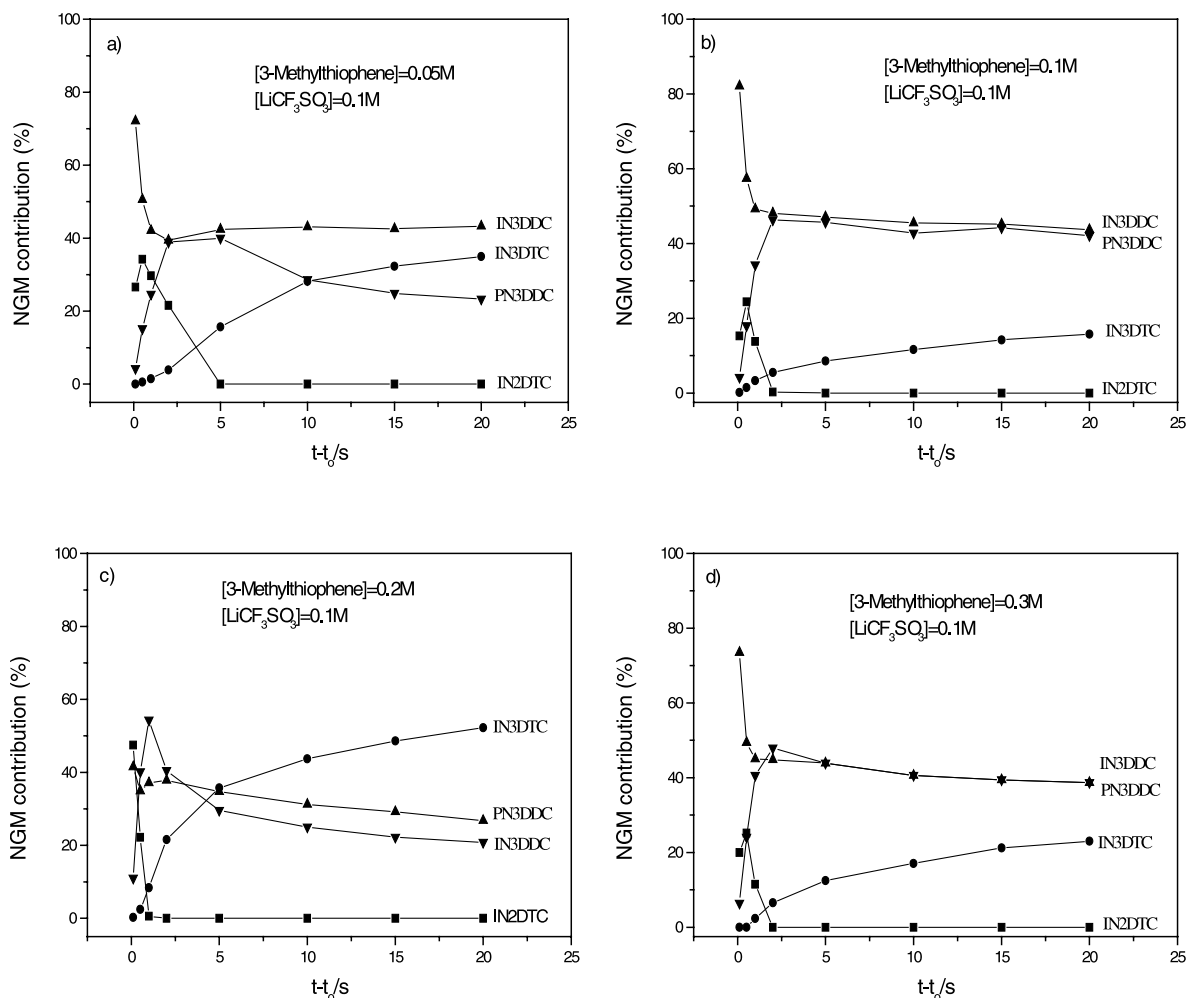 a)
[3-Methylthiophene]=0.05M
[LiCF₃SO₃]=0.1M
NGM contribution (%)
100
80
60
40
20
0
IN3DDC
IN3DTC
PN3DDC
IN2DTC
0 5 10 15 20 25
t-t₀/s
b)
[3-Methylthiophene]=0.1M
[LiCF₃SO₃]=0.1M
NGM contribution (%)
100
80
60
40
20
0
IN3DDC
PN3DDC
IN3DTC
IN2DTC
0 5 10 15 20 25
t-t₀/s
c)
[3-Methylthiophene]=0.2M
[LiCF₃SO₃]=0.1M
NGM contribution (%)
100
80
60
40
20
0
IN3DTC
PN3DDC
IN3DDC
IN2DTC
0 5 10 15 20 25
t-t₀/s
d)
[3-Methylthiophene]=0.3M
[LiCF₃SO₃]=0.1M
NGM contribution (%)
100
80
60
40
20
0
IN3DDC
PN3DDC
IN3DTC
IN2DTC
0 5 10 15 20 25
t-t₀/s